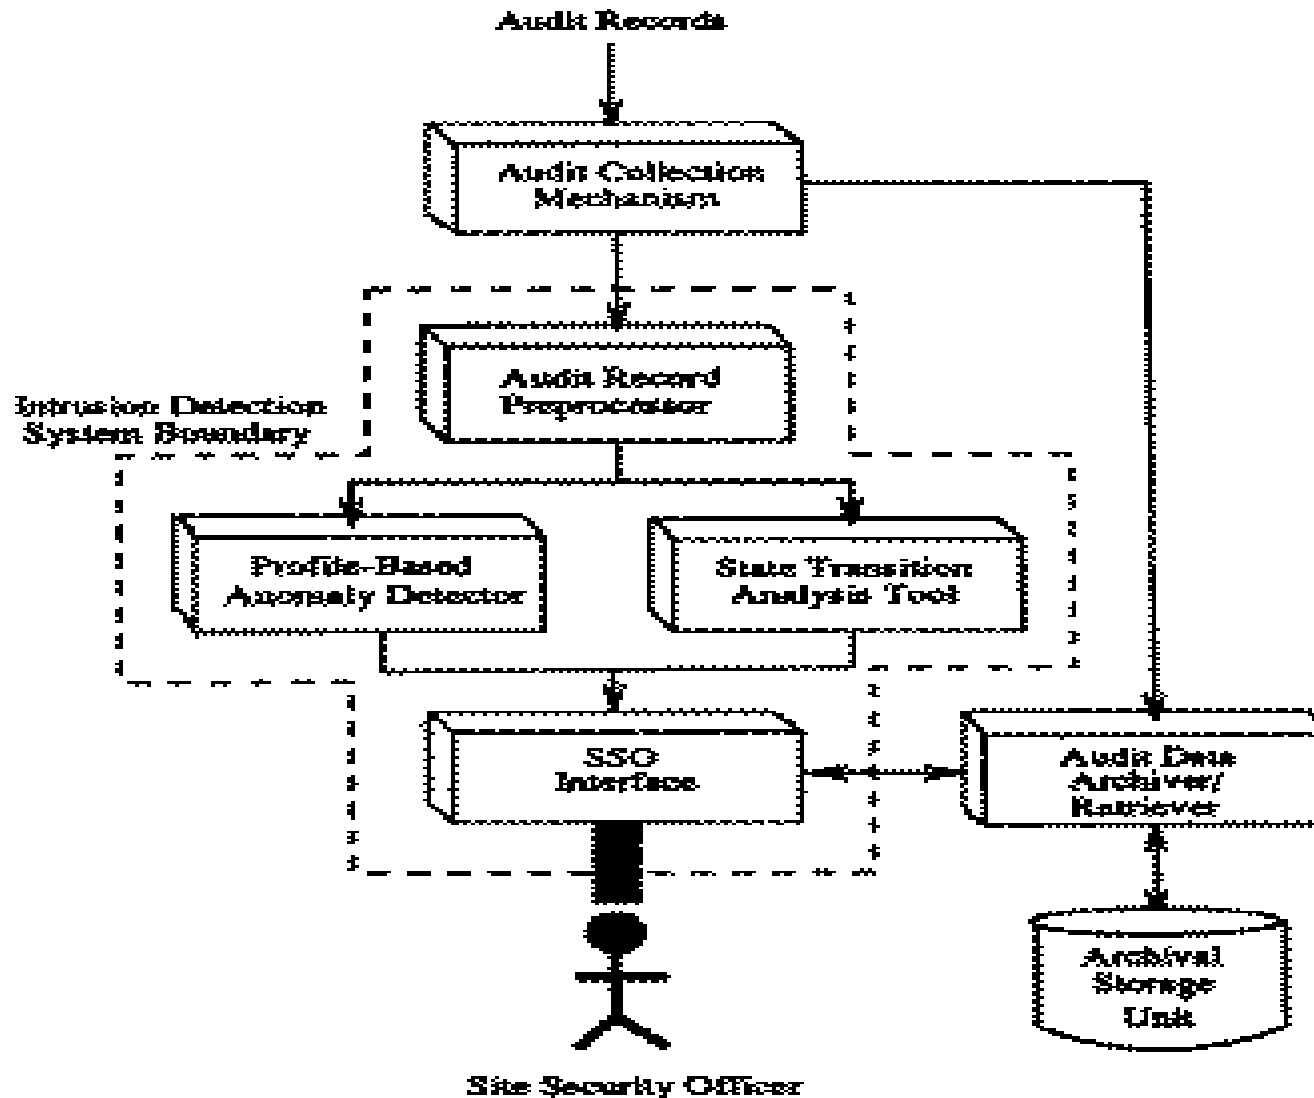 Audit Records
Audit Collection
Mechanism
Audit Record
Preprocessor
Intrusion Detection
System Boundary
Profile-Based
Anomaly Detector
State Transition
Analysis Tool
SSO
Interface
Audit Data
Archiver/
Retriever
Archival
Storage
Unit
Site Security Officer